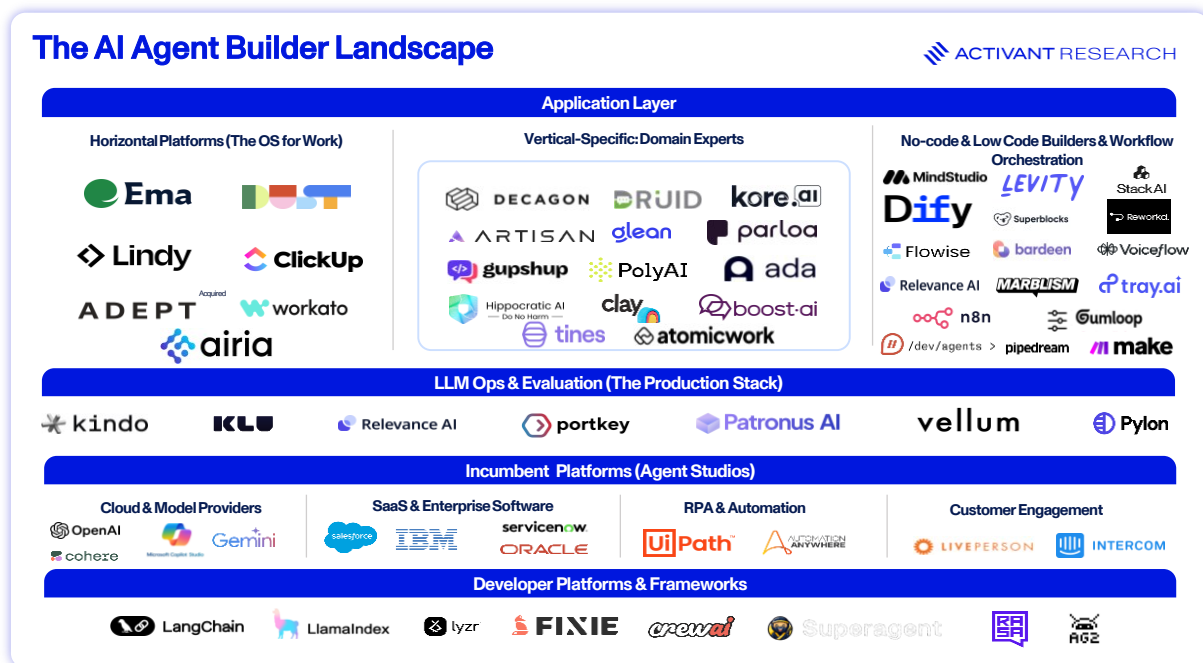 The AI Agent Builder Landscape
ACTIVANT RESEARCH
Application Layer
Horizontal Platforms (The OS for Work)
Ema
DUST
Lindy
ClickUp
ADEPT
Acquired
workato
airia
Vertical-Specific: Domain Experts
DECAGON
DRUID
kore.ai
ARTISAN
glean
parloa
gupshup
PolyAI
ada
Hippocratic AI
— Do No Harm —
clay
boost.ai
tines
atomicwork
No-code & Low Code Builders & Workflow
Orchestration
MindStudio
LEVITY
StackAI
Dify
Superblocks
Reworkd.
Flowise
bardeen
Voiceflow
Relevance AI
MARBLISM
tray.ai
n8n
Gumloop
/dev/agents >
pipedream
make
LLM Ops & Evaluation (The Production Stack)
kindo
KLU
Relevance AI
portkey
Patronus AI
vellum
Pylon
Incumbent Platforms (Agent Studios)
Cloud & Model Providers
OpenAI
Microsoft Copilot Studio
Gemini
cohere
SaaS & Enterprise Software
salesforce
IBM
servicenow
ORACLE
RPA & Automation
UiPath™
AUTOMATION
ANYWHERE
Customer Engagement
LIVEPERSON
INTERCOM
Developer Platforms & Frameworks
LangChain
LlamaIndex
lyzr
FIXIE
crewai
Superagent
RASA
AG2